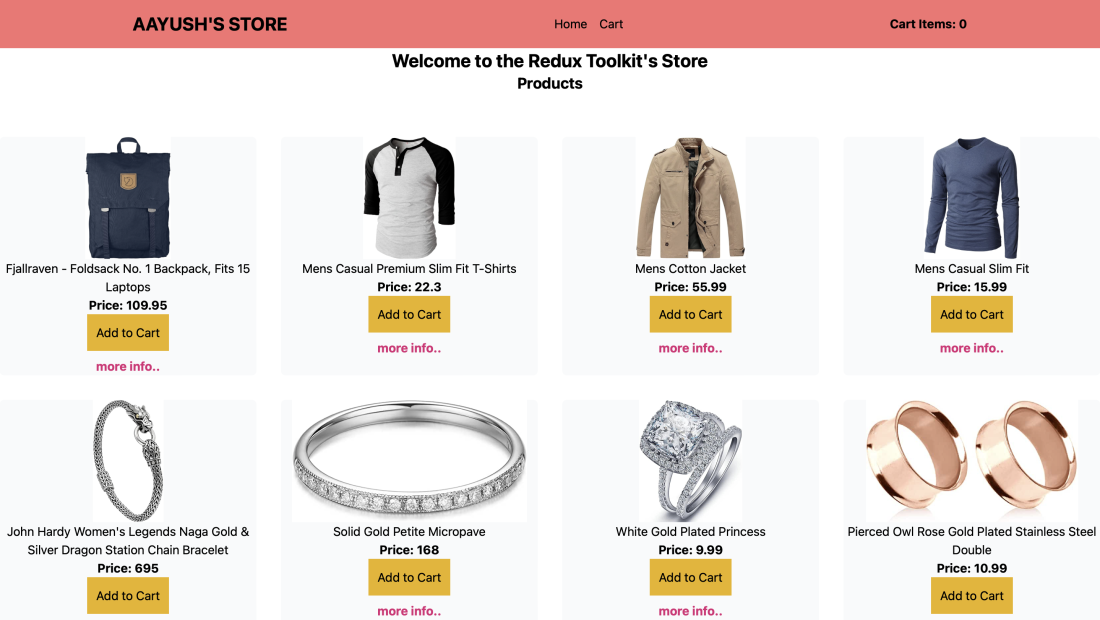 AAYUSH'S STORE
Home Cart
Cart Items: 0
Welcome to the Redux Toolkit's Store
Products
Fjallraven - Foldsack No. 1 Backpack, Fits 15
Laptops
Price: 109.95
Add to Cart
more info..
Mens Casual Premium Slim Fit T-Shirts
Price: 22.3
Add to Cart
more info..
Mens Cotton Jacket
Price: 55.99
Add to Cart
more info..
Mens Casual Slim Fit
Price: 15.99
Add to Cart
more info..
John Hardy Women's Legends Naga Gold &
Silver Dragon Station Chain Bracelet
Price: 695
Add to Cart
Solid Gold Petite Micropave
Price: 168
Add to Cart
more info..
White Gold Plated Princess
Price: 9.99
Add to Cart
more info..
Pierced Owl Rose Gold Plated Stainless Steel
Double
Price: 10.99
Add to Cart